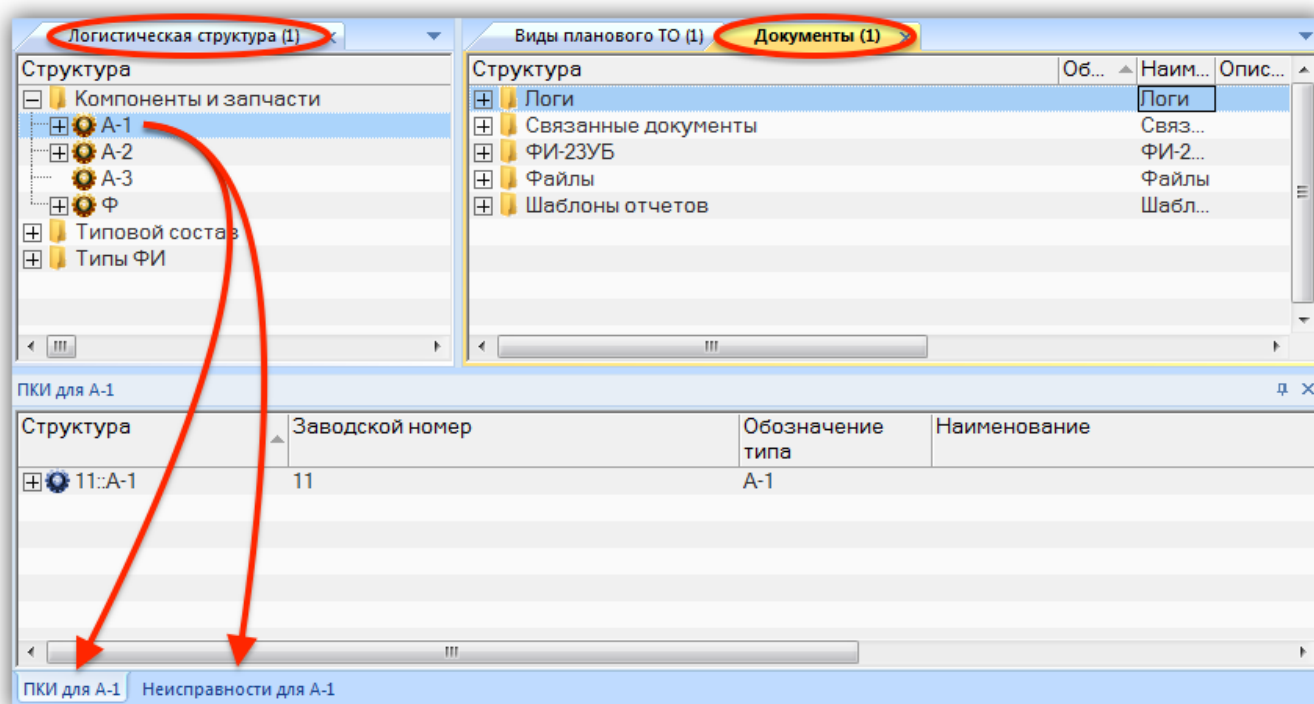 Логистическая структура (1)
Структура
Компоненты и запчасти
А-1
А-2
А-3
Ф
Типовой состав
Типы ФИ
Виды планового ТО (1) Документы (1)
Структура Об... Наим... Опис...
Логи Логи
Связанные документы Связ...
ФИ-23УБ ФИ-2...
Файлы Файлы
Шаблоны отчетов Шабл...
ПКИ для А-1
Структура Заводской номер Обозначение типа Наименование
11::А-1 11 А-1
ПКИ для А-1 Неисправности для А-1